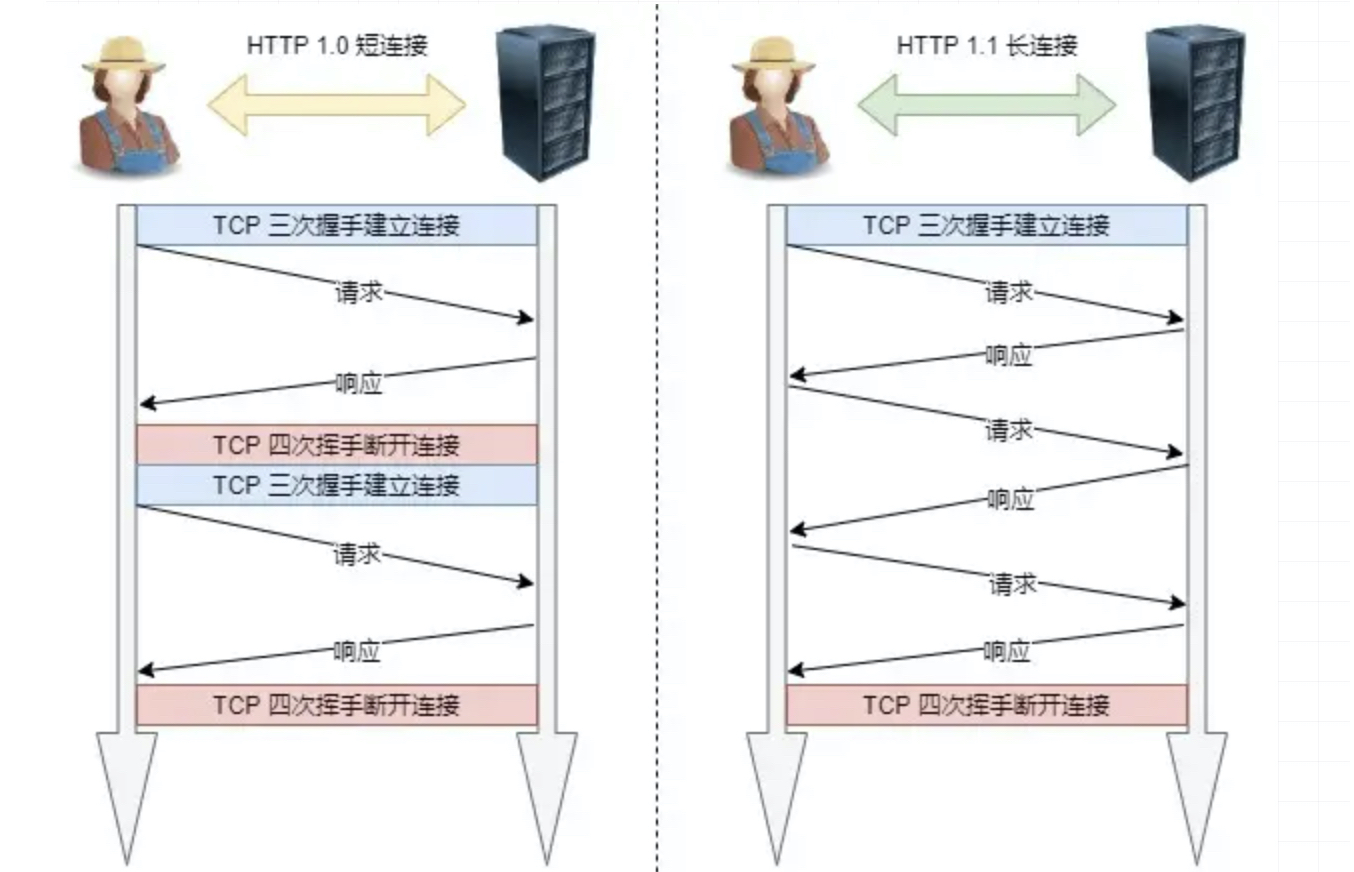 HTTP 1.0 短连接
TCP 三次握手建立连接
请求
响应
TCP 四次挥手断开连接
TCP 三次握手建立连接
请求
响应
TCP 四次挥手断开连接
HTTP 1.1 长连接
TCP 三次握手建立连接
请求
响应
请求
响应
请求
响应
TCP 四次挥手断开连接